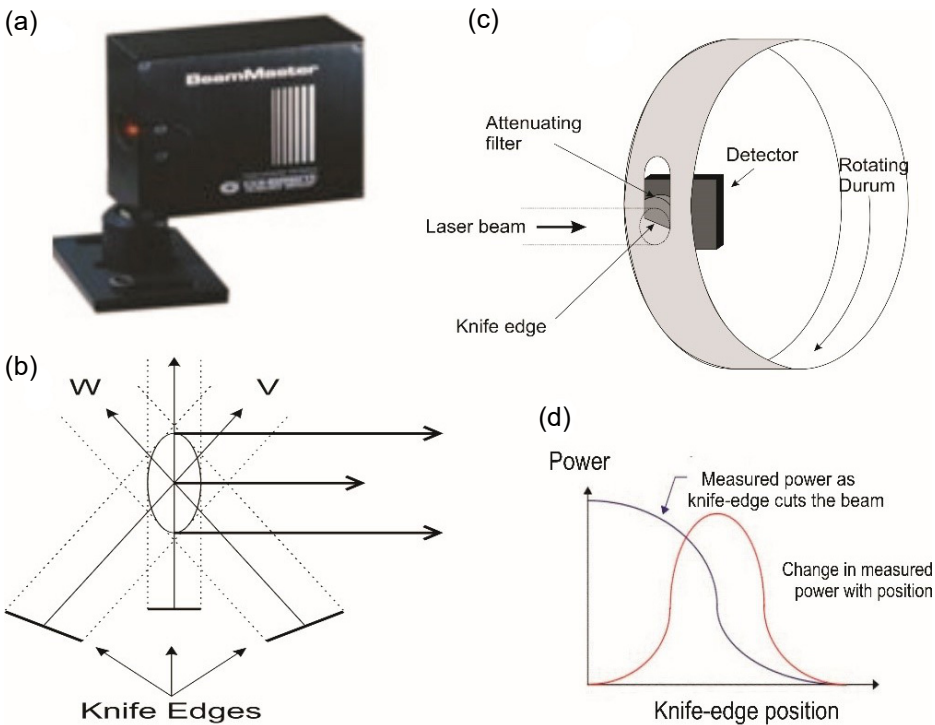 (a)
BeamMaster
(b)
W
V
Knife Edges
(c)
Attenuating
filter
Detector
Rotating
Durum
Laser beam
Knife edge
(d)
Power
Measured power as
knife-edge cuts the beam
Change in measured
power with position
Knife-edge position